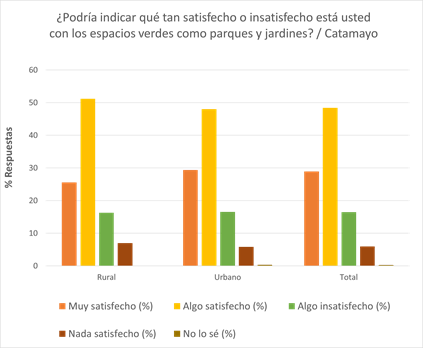 ¿Podría indicar qué tan satisfecho o insatisfecho está usted
con los espacios verdes como parques y jardines? / Catamayo
60
50
40
30
20
10
0
% Respuestas
Rural
Urbano
Total
Muy satisfecho (%)
Algo satisfecho (%)
Algo insatisfecho (%)
Nada satisfecho (%)
No lo sé (%)